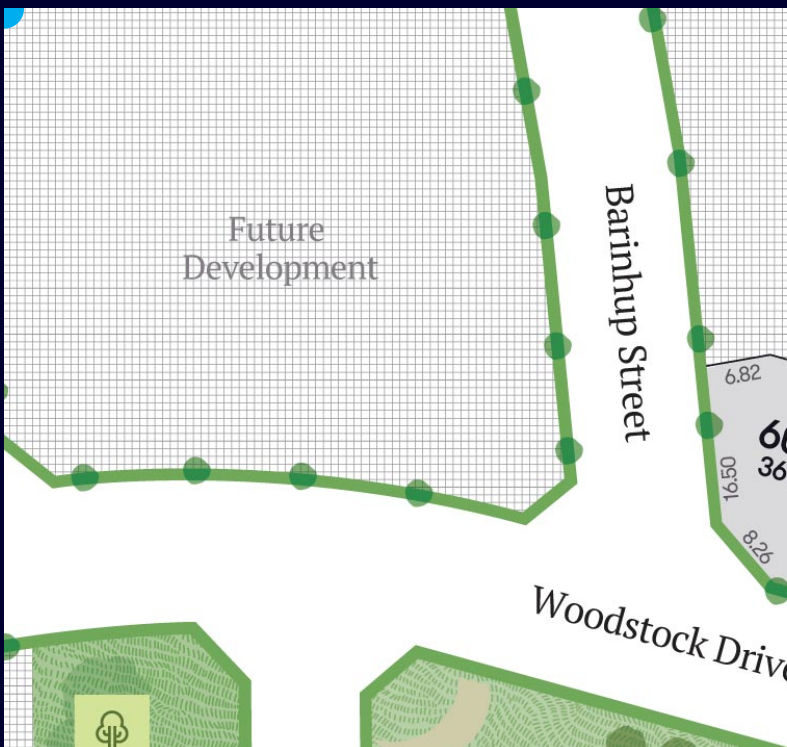 Future
Development
Barinhup Street
6.82
16.50
8.26
Woodstock Drive